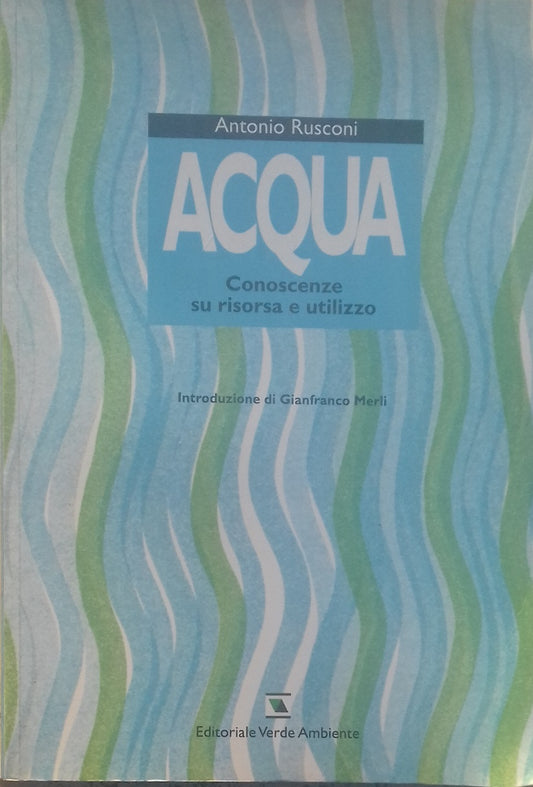 Antonio Rusconi
ACQUA
Conoscenze
su risorsa e utilizzo
Introduzione di Gianfranco Merli
Editoriale Verde Ambiente